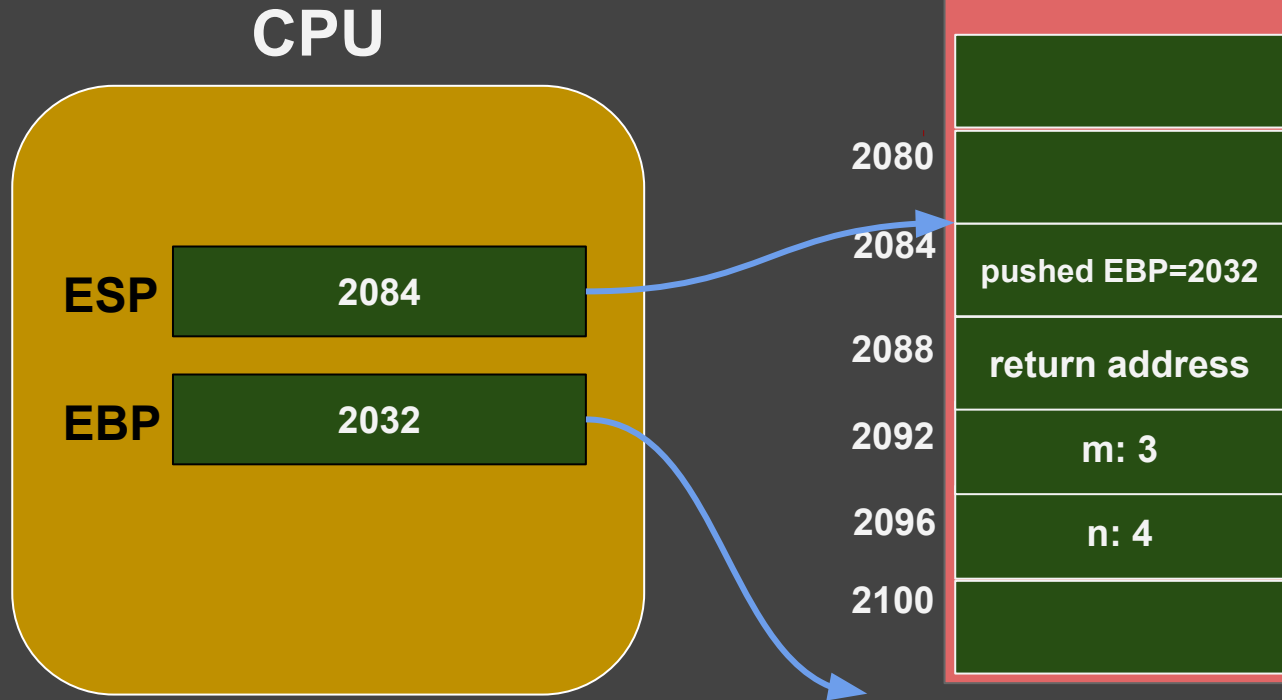 CPU
ESP
2084
EBP
2032
2080
2084
pushed EBP=2032
2088
return address
2092
m: 3
2096
n: 4
2100